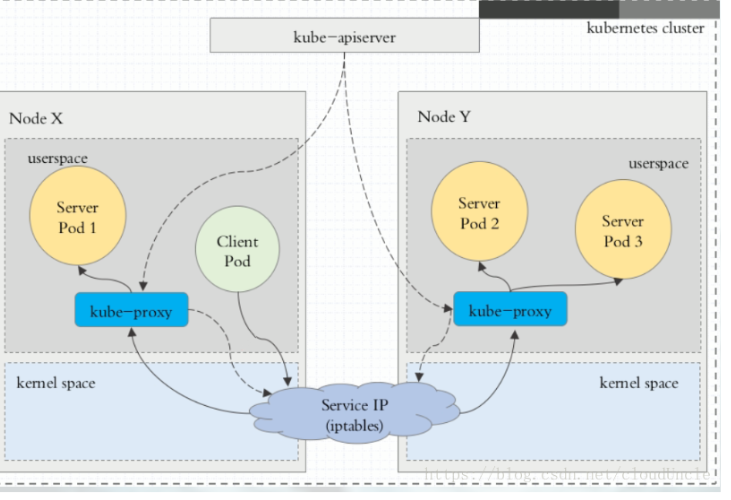 kube-apiserver
kubernetes cluster
Node X
userspace
Server
Pod 1
Client
Pod
kube-proxy
kernel space
Node Y
userspace
Server
Pod 2
Server
Pod 3
kube-proxy
kernel space
Service IP
(iptables)
https://blog.csdn.net/cloudUncle